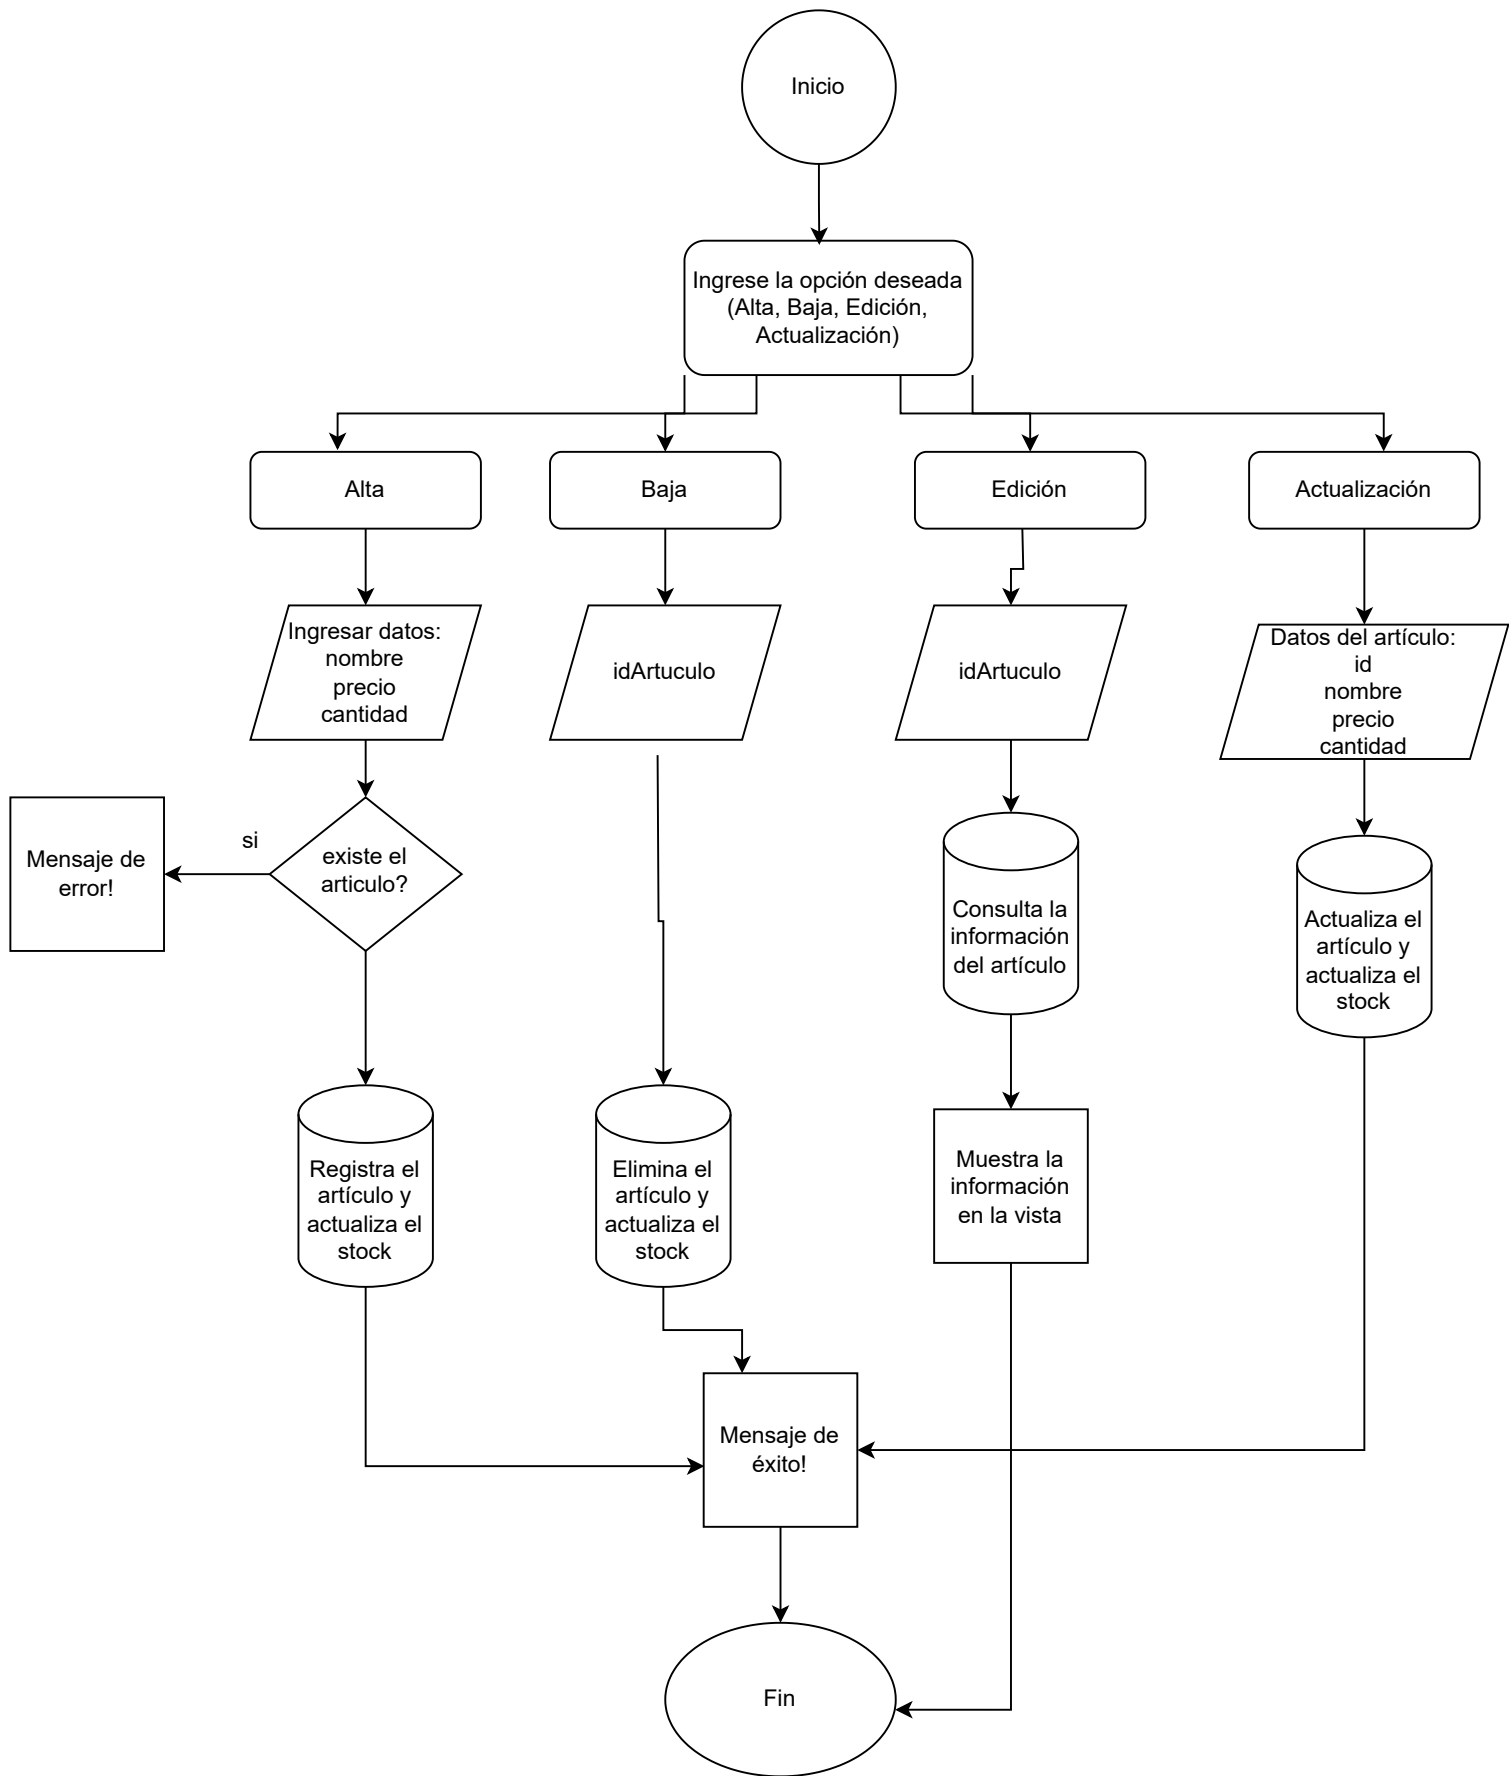 Inicio
Ingrese la opción deseada
(Alta, Baja, Edición,
Actualización)
Alta
Baja
Edición
Actualización
Ingresar datos:
nombre
precio
cantidad
idArtuculo
idArtuculo
Datos del artículo:
id
nombre
precio
cantidad
Mensaje de
error!
si
existe el
articulo?
Consulta la
información
del artículo
Actualiza el
artículo y
actualiza el
stock
Registra el
artículo y
actualiza el
stock
Elimina el
artículo y
actualiza el
stock
Muestra la
información
en la vista
Mensaje de
éxito!
Fin